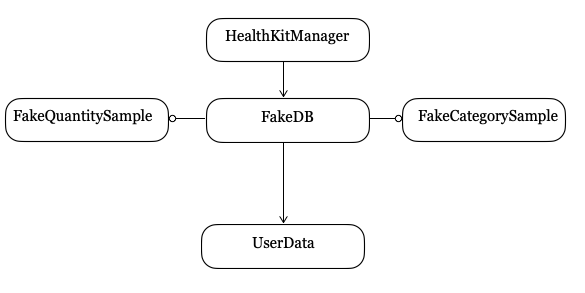 HealthKitManager
FakeQuantitySample
FakeDB
FakeCategorySample
UserData